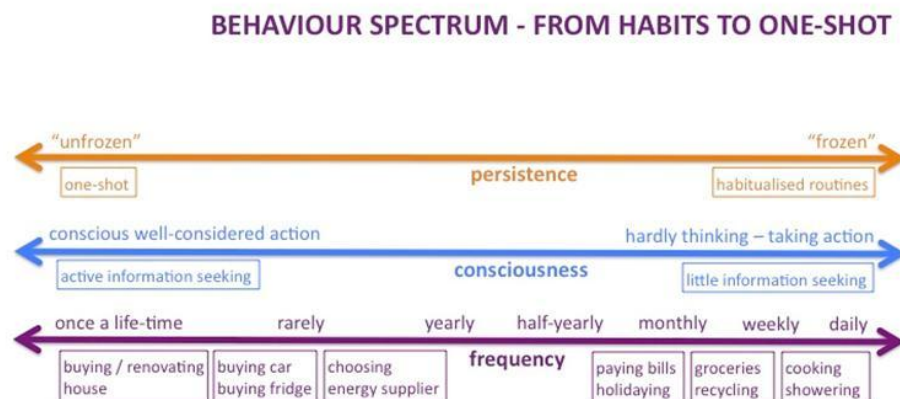 BEHAVIOUR SPECTRUM - FROM HABITS TO ONE-SHOT
"unfrozen" "frozen"
persistence
one-shot habitualised routines
conscious well-considered action hardly thinking – taking action
consciousness
active information seeking little information seeking
once a life-time rarely yearly half-yearly monthly weekly daily
frequency
buying / renovating buying car choosing paying bills groceries cooking
house buying fridge energy supplier holidaying recycling showering